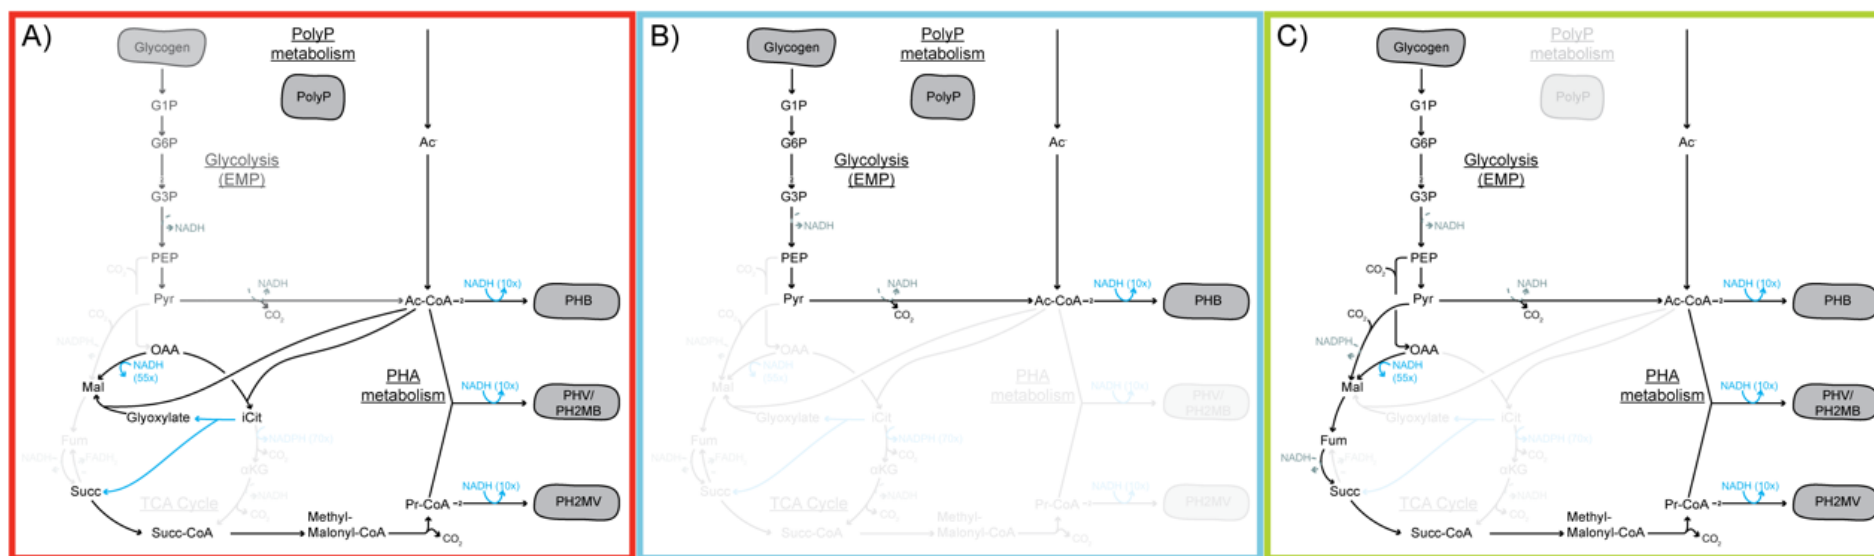 A)
Glycogen
PolyP
metabolism
PolyP
G1P
G6P
Ac-
Glycolysis
(EMP)
2
G3P
NADH
PEP
CO2
NADH
NADH (10x)
Pyr
Ac-CoA
2
PHB
CO2
NADPH
OAA
NADH
(55x)
Mal
PHA
metabolism
NADH (10x)
PHV/
PH2MB
Glyoxylate
iCit
Fum
NADPH (70x)
NADH
FADH2
CO2
αKG
Succ
NADH
NADH (10x)
TCA Cycle
CO2
Pr-CoA
2
PH2MV
Succ-CoA
Methyl-
Malonyl-CoA
CO2
B)
Glycogen
PolyP
metabolism
PolyP
G1P
G6P
Ac-
Glycolysis
(EMP)
2
G3P
NADH
PEP
CO2
NADH
NADH (10x)
Pyr
Ac-CoA
2
PHB
CO2
NADPH
OAA
NADH
(55x)
Mal
PHA
metabolism
NADH (10x)
PHV/
PH2MB
Glyoxylate
iCit
Fum
NADPH (70x)
NADH
FADH2
CO2
αKG
Succ
NADH
NADH (10x)
TCA Cycle
CO2
Pr-CoA
2
PH2MV
Succ-CoA
Methyl-
Malonyl-CoA
CO2
C)
Glycogen
PolyP
metabolism
PolyP
G1P
G6P
Ac-
Glycolysis
(EMP)
2
G3P
NADH
PEP
CO2
NADH
NADH (10x)
Pyr
Ac-CoA
2
PHB
CO2
CO2
NADPH
OAA
NADH
(55x)
Mal
PHA
metabolism
NADH (10x)
PHV/
PH2MB
Glyoxylate
iCit
Fum
NADPH (70x)
NADH
FADH2
CO2
αKG
Succ
NADH
NADH (10x)
TCA Cycle
CO2
Pr-CoA
2
PH2MV
Succ-CoA
Methyl-
Malonyl-CoA
CO2